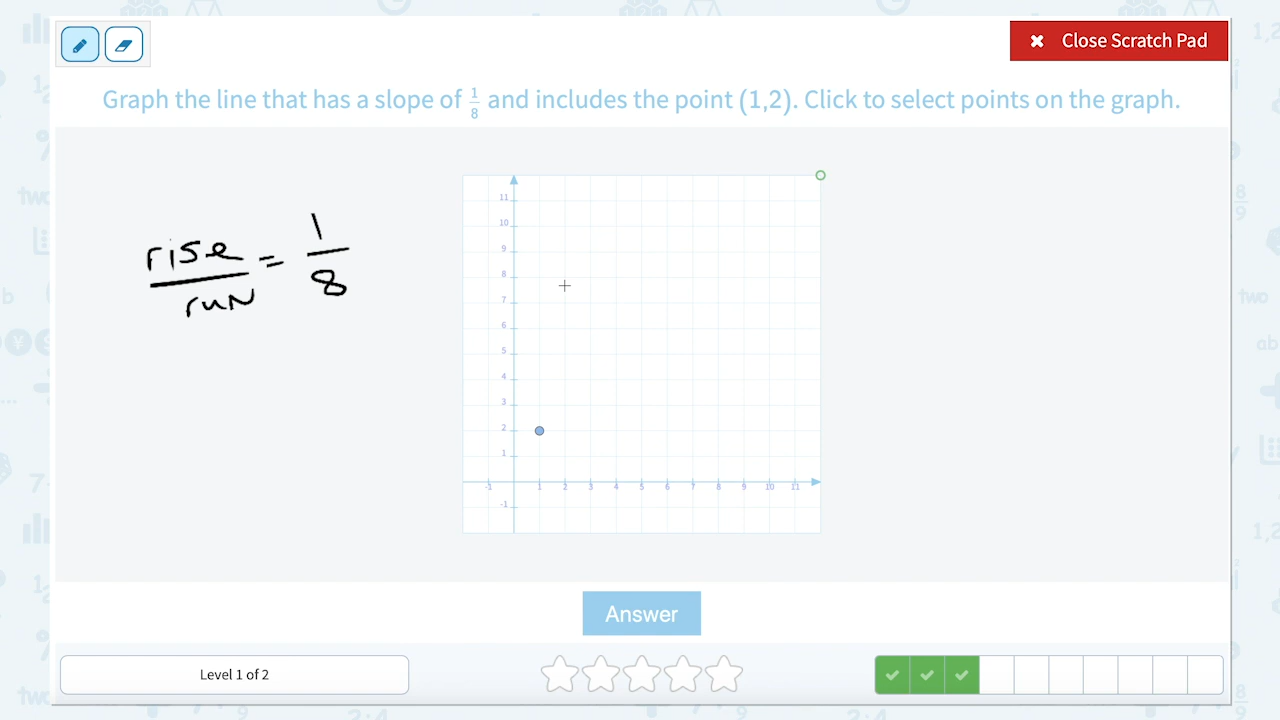 Close Scratch Pad
Graph the line that has a slope of 1/8 and includes the point (1,2). Click to select points on the graph.
rise/run = 1/8
11
10
9
8
7
6
5
4
3
2
1
-1 1 2 3 4 5 6 7 8 9 10 11
-1
Answer
Level 1 of 2